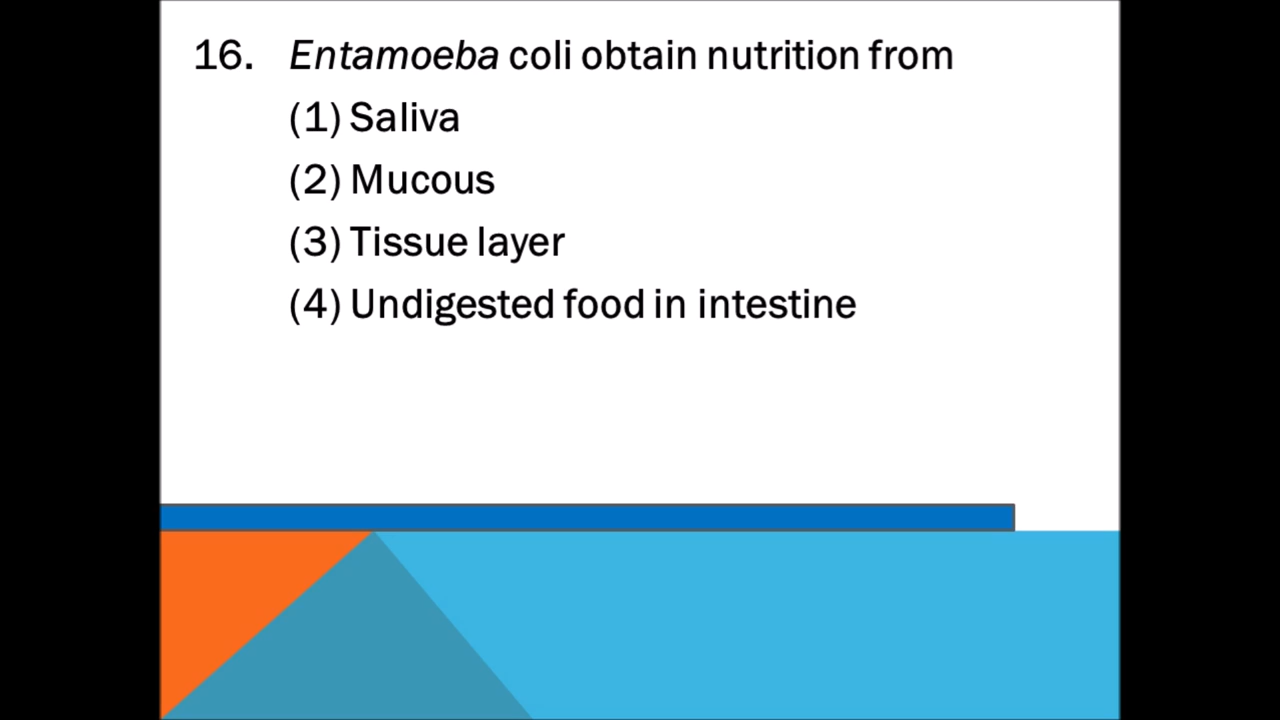 16. Entamoeba coli obtain nutrition from
(1) Saliva
(2) Mucous
(3) Tissue layer
(4) Undigested food in intestine